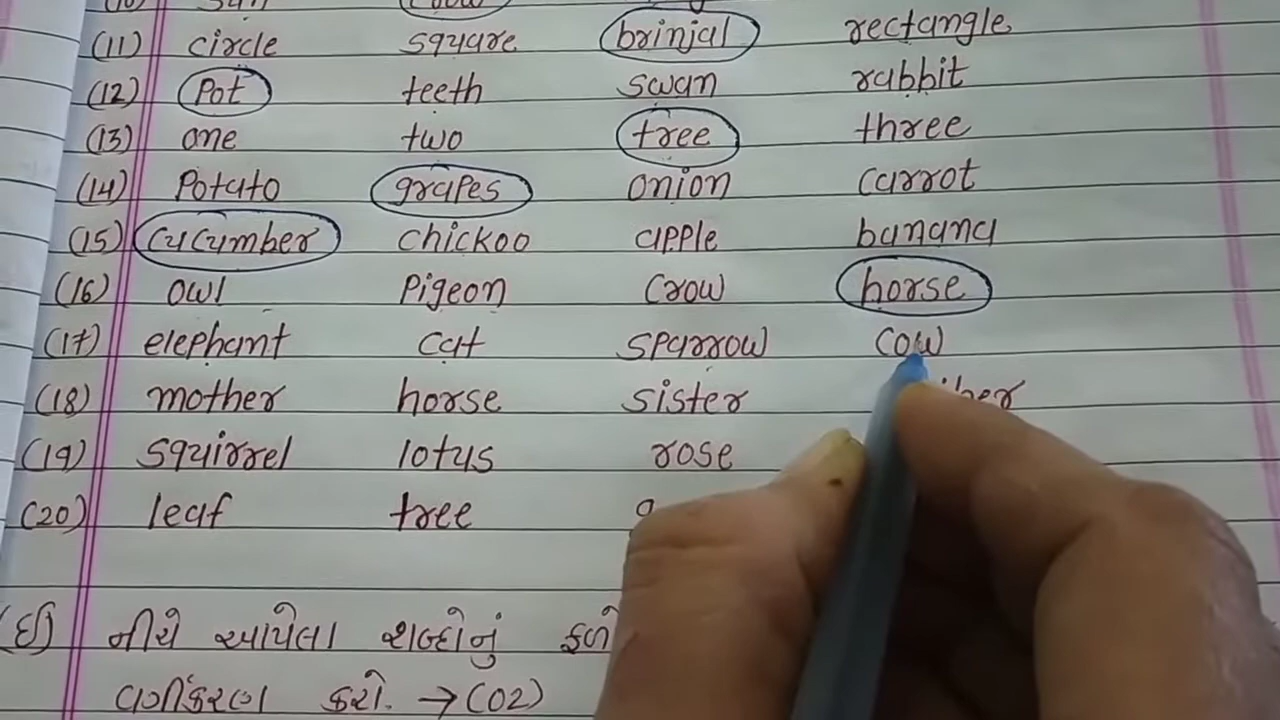 (11) circle square brinjal rectangle
(12) Pot teeth swan rabbit
(13) one two tree three
(14) Potato grapes onion carrot
(15) cucumber chickoo apple banana
(16) owl Pigeon crow horse
(17) elephant cat sparrow cow
(18) mother horse sister
(19) squirrel lotus rose
(20) leaf tree
(ઈ) નીચે આપેલા શબ્દોનું
વર્ગીકરણ કરો. → (02)